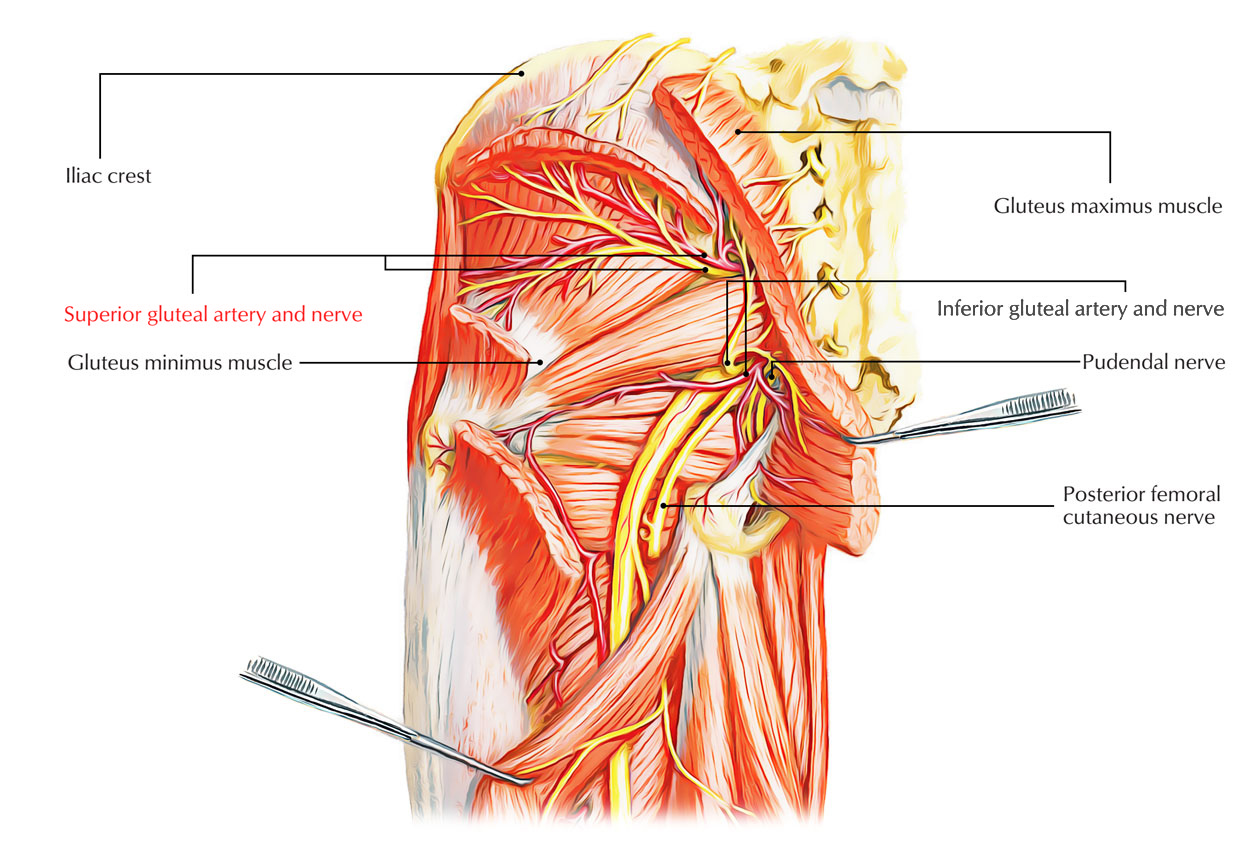 Iliac crest
Gluteus maximus muscle
Superior gluteal artery and nerve
Inferior gluteal artery and nerve
Gluteus minimus muscle
Pudendal nerve
Posterior femoral
cutaneous nerve